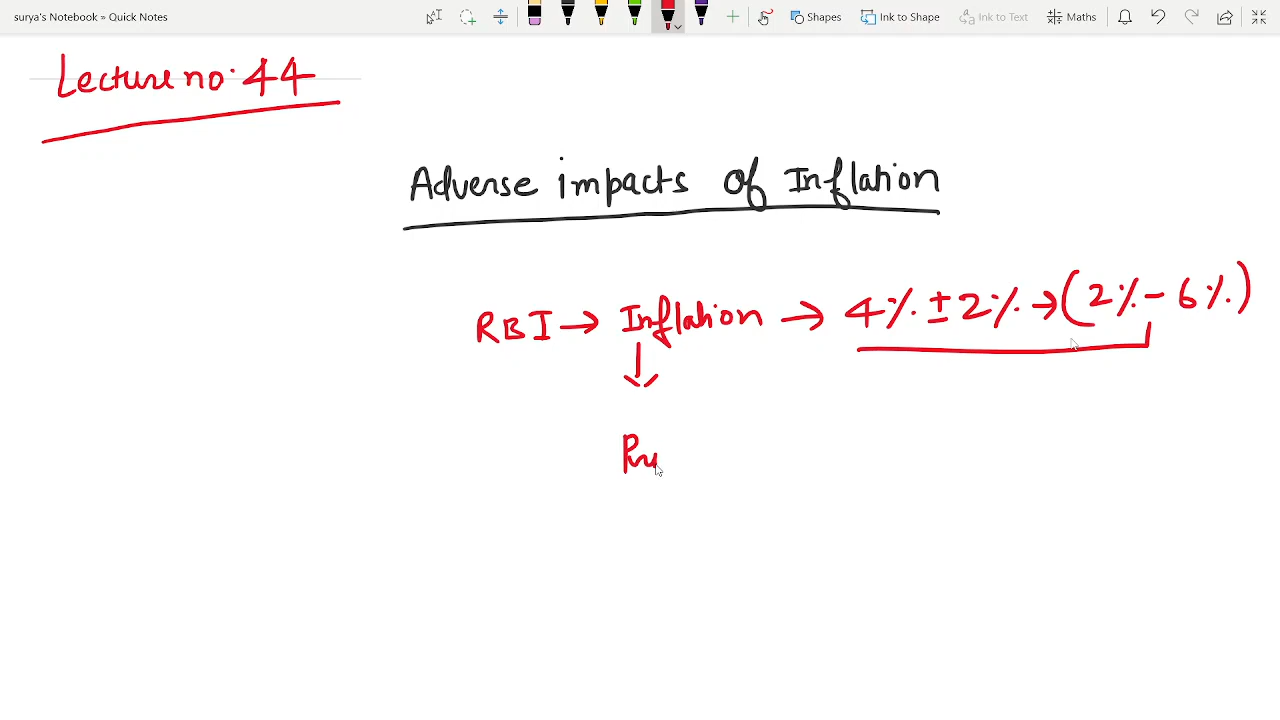 surya's Notebook » Quick Notes
Shapes Ink to Shape Ink to Text Maths
Lecture no. 44
Adverse impacts of Inflation
RBI → Inflation → 4% ± 2% → (2% - 6%)